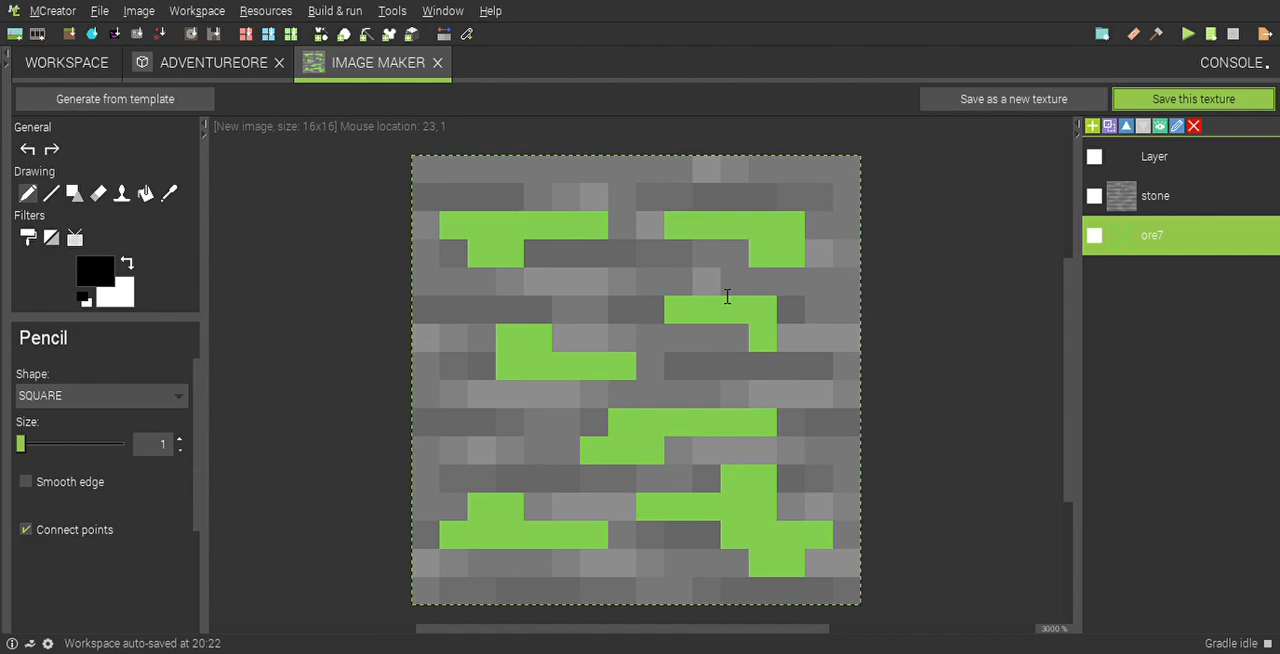 MCreator File Image Workspace Resources Build & run Tools Window Help
WORKSPACE ADVENTUREORE IMAGE MAKER CONSOLE
Generate from template Save as a new texture Save this texture
General [New image, size: 16x16] Mouse location: 23, 1
Drawing
Filters
Layer
stone
ore7
Pencil
Shape:
SQUARE
Size:
1
Smooth edge
Connect points
3000 %
Workspace auto-saved at 20:22 Gradle idle